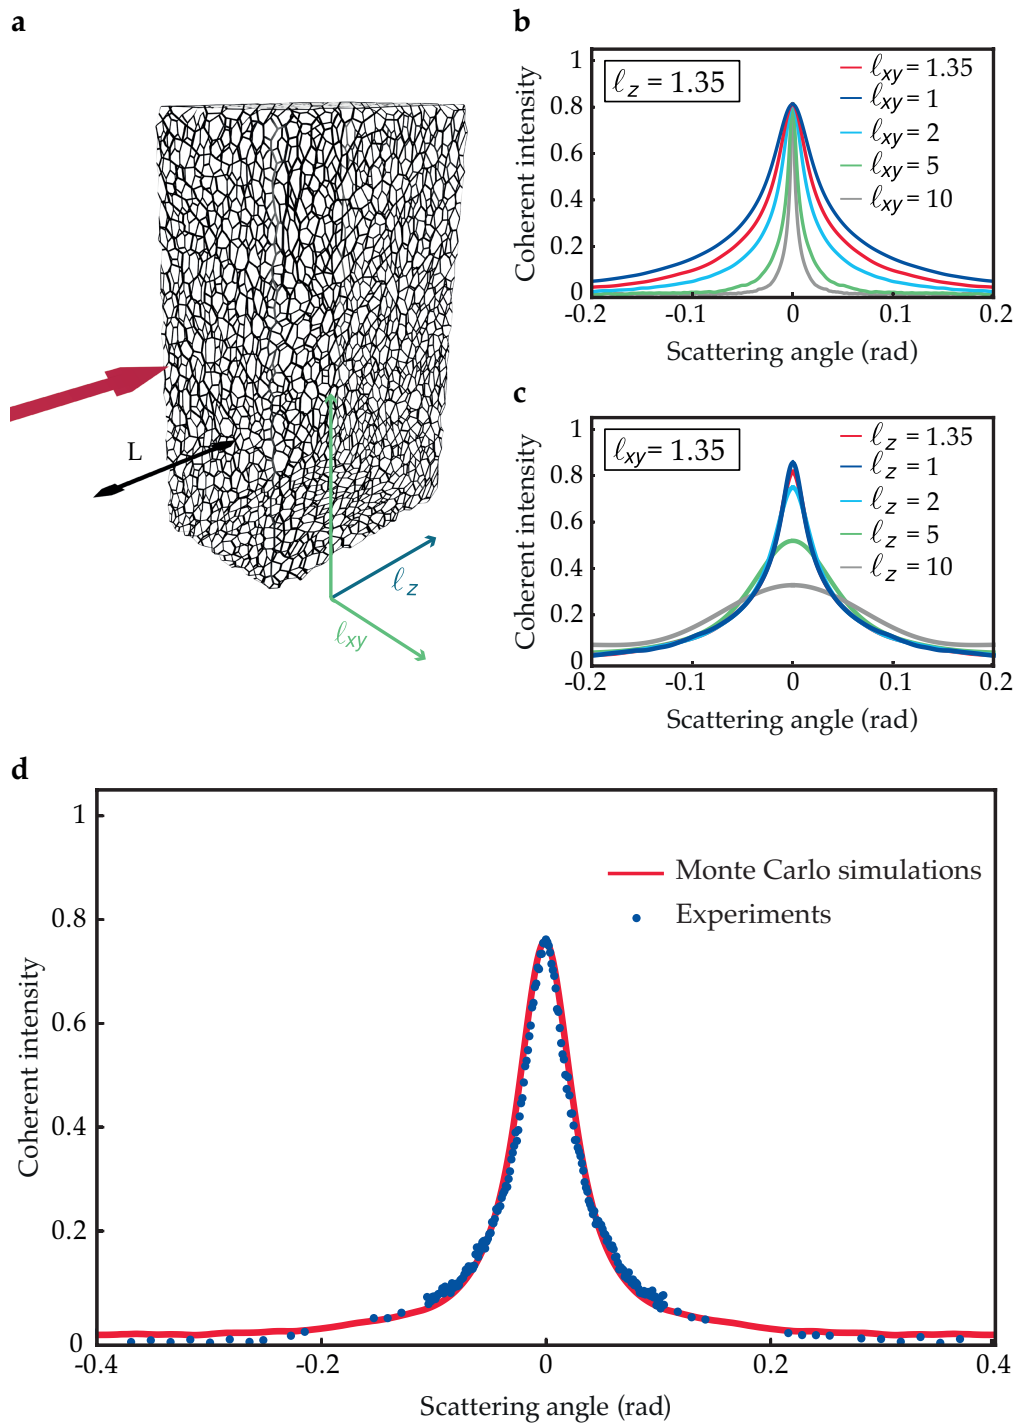 a
L
ℓz
ℓxy
b
ℓz = 1.35
ℓxy = 1.35
ℓxy = 1
ℓxy = 2
ℓxy = 5
ℓxy = 10
1
0.8
0.6
0.4
0.2
0
Coherent intensity
-0.2 -0.1 0 0.1 0.2
Scattering angle (rad)
c
ℓxy = 1.35
ℓz = 1.35
ℓz = 1
ℓz = 2
ℓz = 5
ℓz = 10
1
0.8
0.6
0.4
0.2
0
Coherent intensity
-0.2 -0.1 0 0.1 0.2
Scattering angle (rad)
d
Monte Carlo simulations
Experiments
1
0.8
0.6
0.4
0.2
0
Coherent intensity
-0.4 -0.2 0 0.2 0.4
Scattering angle (rad)